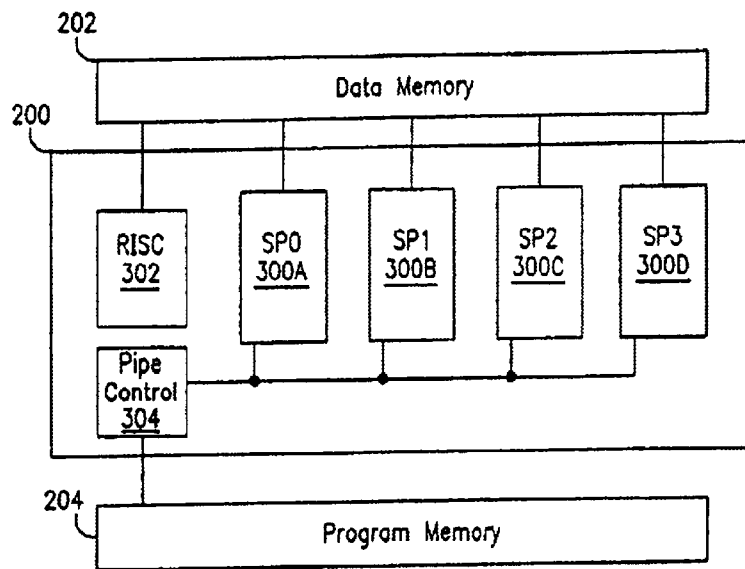 202
Data Memory
200
RISC
302
SP0
300A
SP1
300B
SP2
300C
SP3
300D
Pipe
Control
304
204
Program Memory